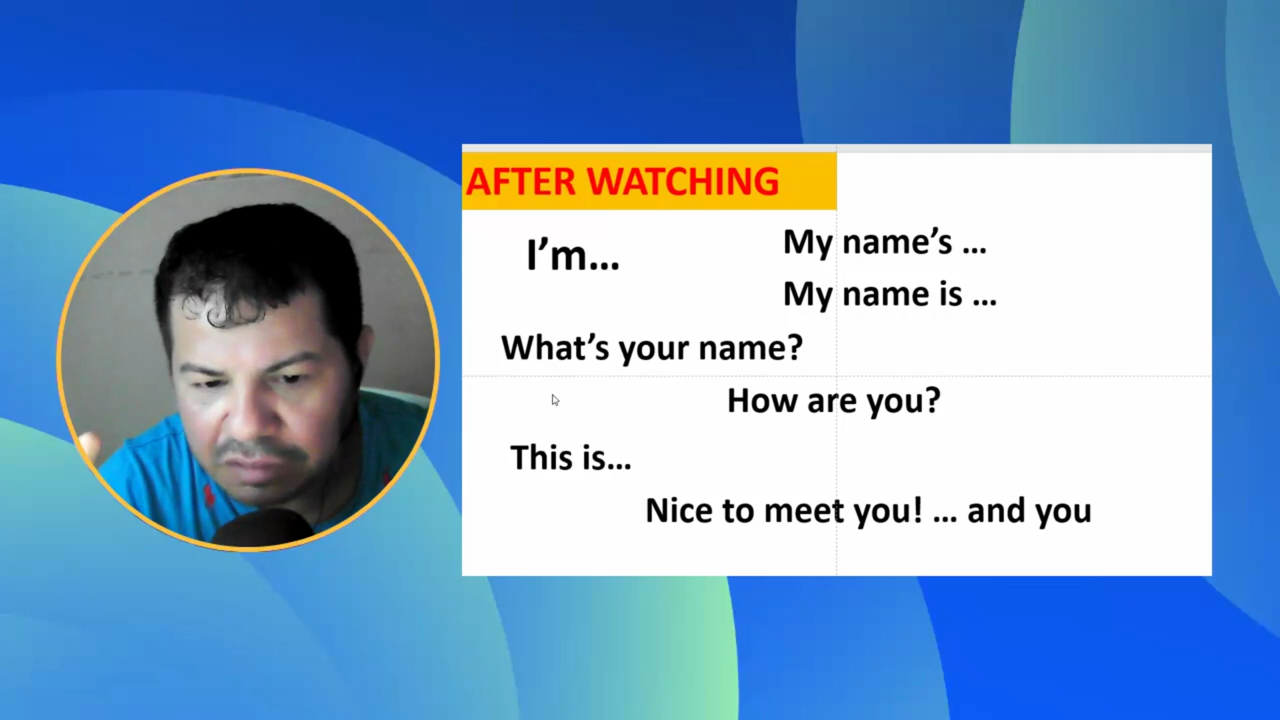 AFTER WATCHING
I’m…
My name’s …
My name is …
What’s your name?
How are you?
This is…
Nice to meet you! … and you